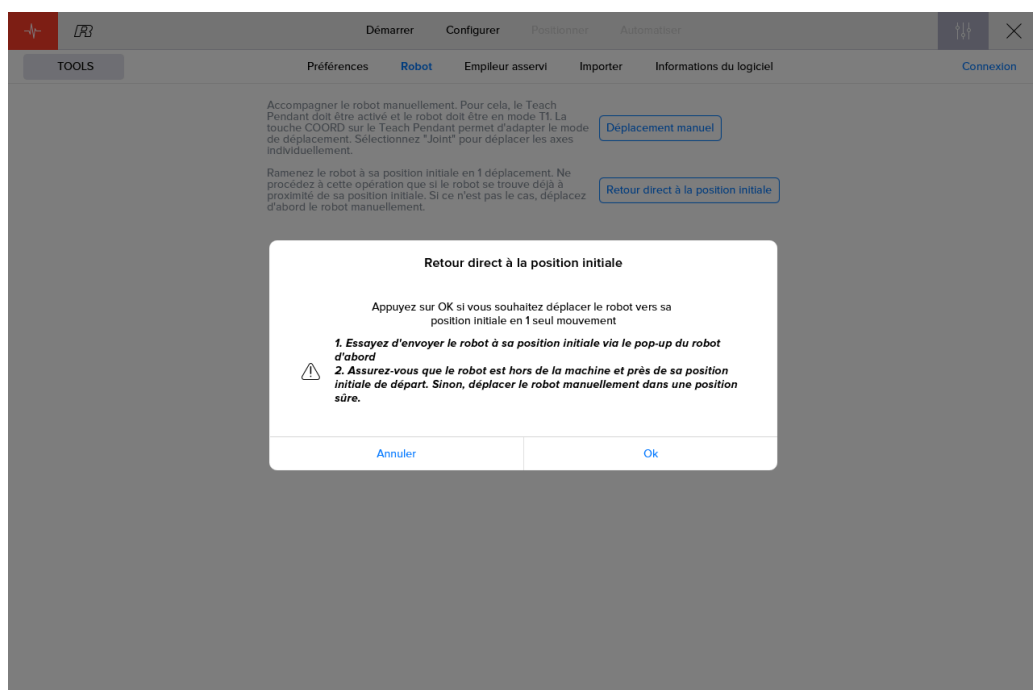 Démarrer Configurer Positionner Automatiser
TOOLS Préférences Robot Empileur asservi Importer Informations du logiciel Connexion
Accompagner le robot manuellement. Pour cela, le Teach
Pendant doit être activé et le robot doit être en mode T1. La
touche COORD sur le Teach Pendant permet d'adapter le mode
de déplacement. Sélectionnez "Joint" pour déplacer les axes
individuellement.
Déplacement manuel
Ramenez le robot à sa position initiale en 1 déplacement. Ne
procédez à cette opération que si le robot se trouve déjà à
proximité de sa position initiale. Si ce n'est pas le cas, déplacez
d'abord le robot manuellement.
Retour direct à la position initiale
Retour direct à la position initiale
Appuyez sur OK si vous souhaitez déplacer le robot vers sa
position initiale en 1 seul mouvement
1. Essayez d'envoyer le robot à sa position initiale via le pop-up du robot
d'abord
2. Assurez-vous que le robot est hors de la machine et près de sa position
initiale de départ. Sinon, déplacer le robot manuellement dans une position
sûre.
Annuler Ok